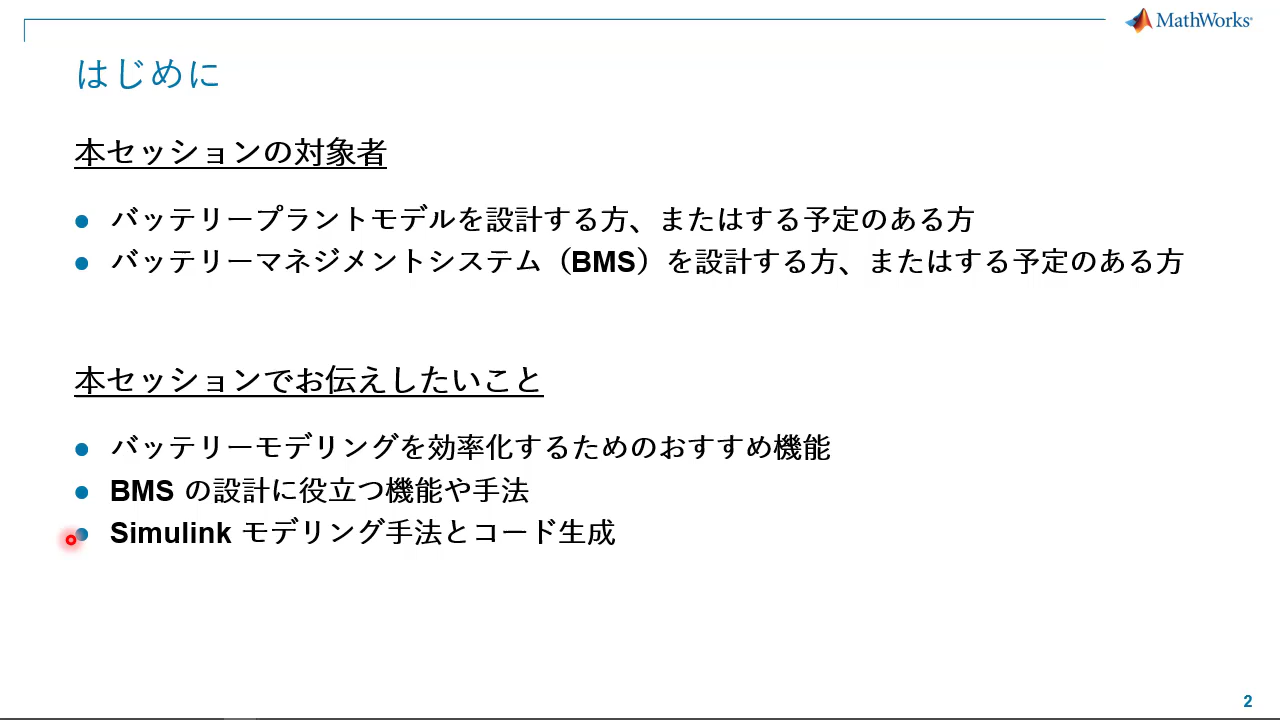 MathWorks
はじめに
本セッションの対象者
バッテリープラントモデルを設計する方、またはする予定のある方
バッテリーマネジメントシステム（BMS）を設計する方、またはする予定のある方
本セッションでお伝えしたいこと
バッテリーモデリングを効率化するためのおすすめ機能
BMS の設計に役立つ機能や手法
Simulink モデリング手法とコード生成
2